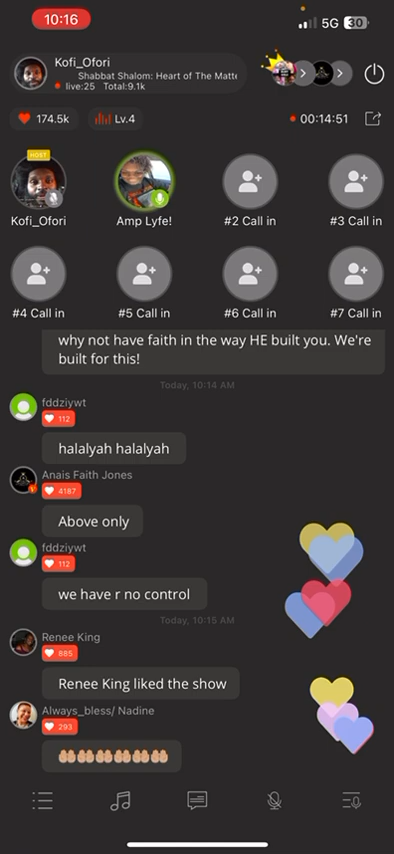 10:16
5G 30
Kofi_Ofori
Shabbat Shalom: Heart of The Matte
live:25 Total:9.1k
174.5k
Lv.4
00:14:51
HOST
Kofi_Ofori
Amp Lyfe!
#2 Call in
#3 Call in
#4 Call in
#5 Call in
#6 Call in
#7 Call in
why not have faith in the way HE built you. We're
built for this!
Today, 10:14 AM
fddziywt
112
halalyah halalyah
Anais Faith Jones
4187
Above only
fddziywt
112
we have r no control
Today, 10:15 AM
Renee King
885
Renee King liked the show
Always_bless/ Nadine
293